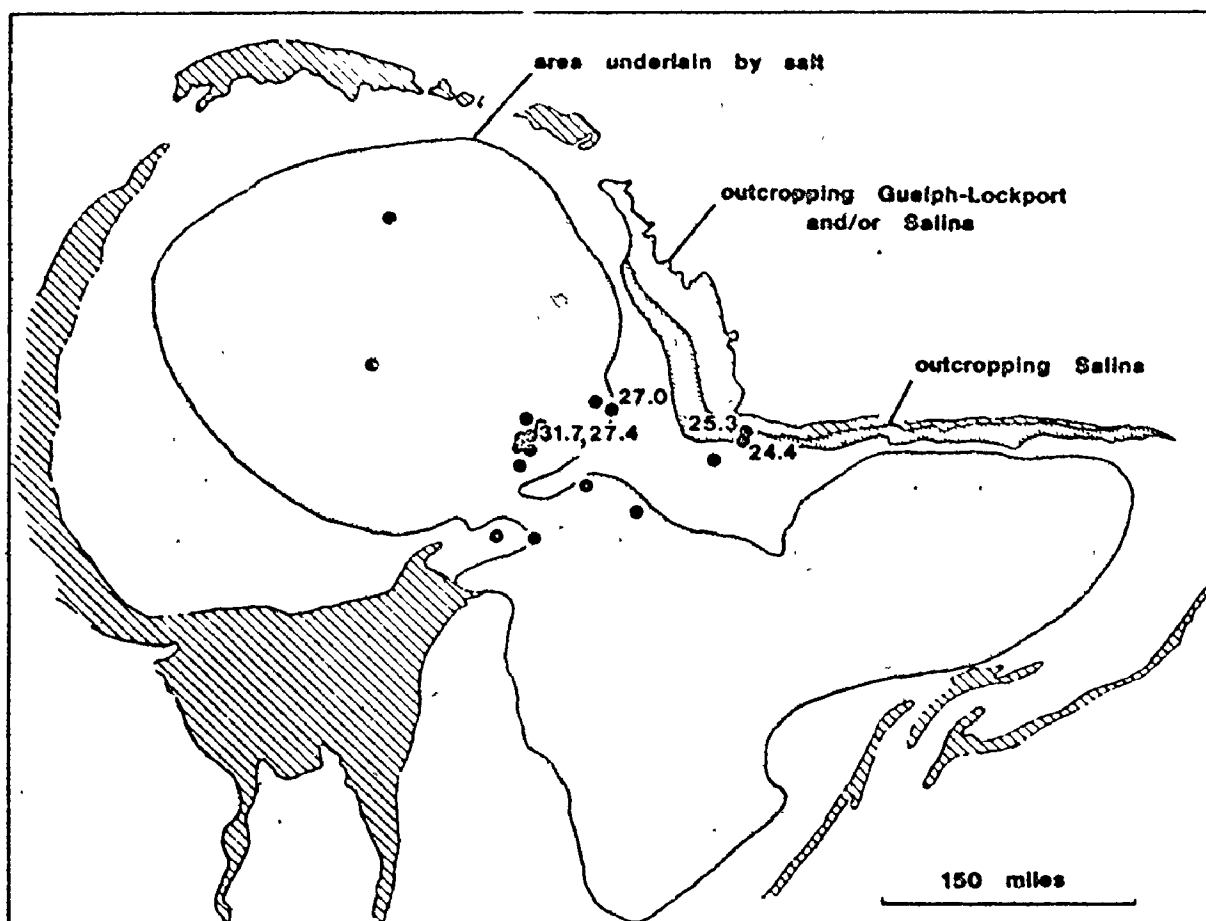 area underlain by salt
outcropping Guelph-Lockport
and/or Salina
outcropping Salina
27.0
25.3
31.7,27.4
24.4
150 miles